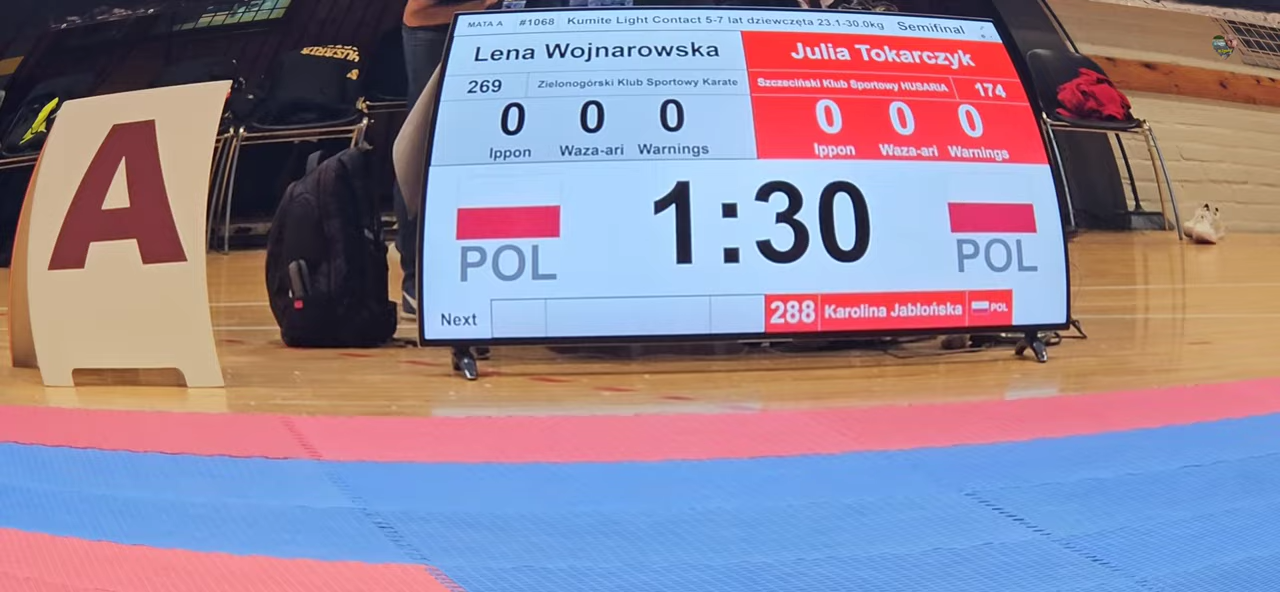 HUSARIA
A
MATA A #1068 Kumite Light Contact 5-7 lat dziewczęta 23.1-30.0kg Semifinal
Lena Wojnarowska Julia Tokarczyk
269 Zielonogórski Klub Sportowy Karate Szczeciński Klub Sportowy HUSARIA 174
0 0 0 0 0 0
Ippon Waza-ari Warnings Ippon Waza-ari Warnings
1:30
POL POL
Next 288 Karolina Jabłońska POL